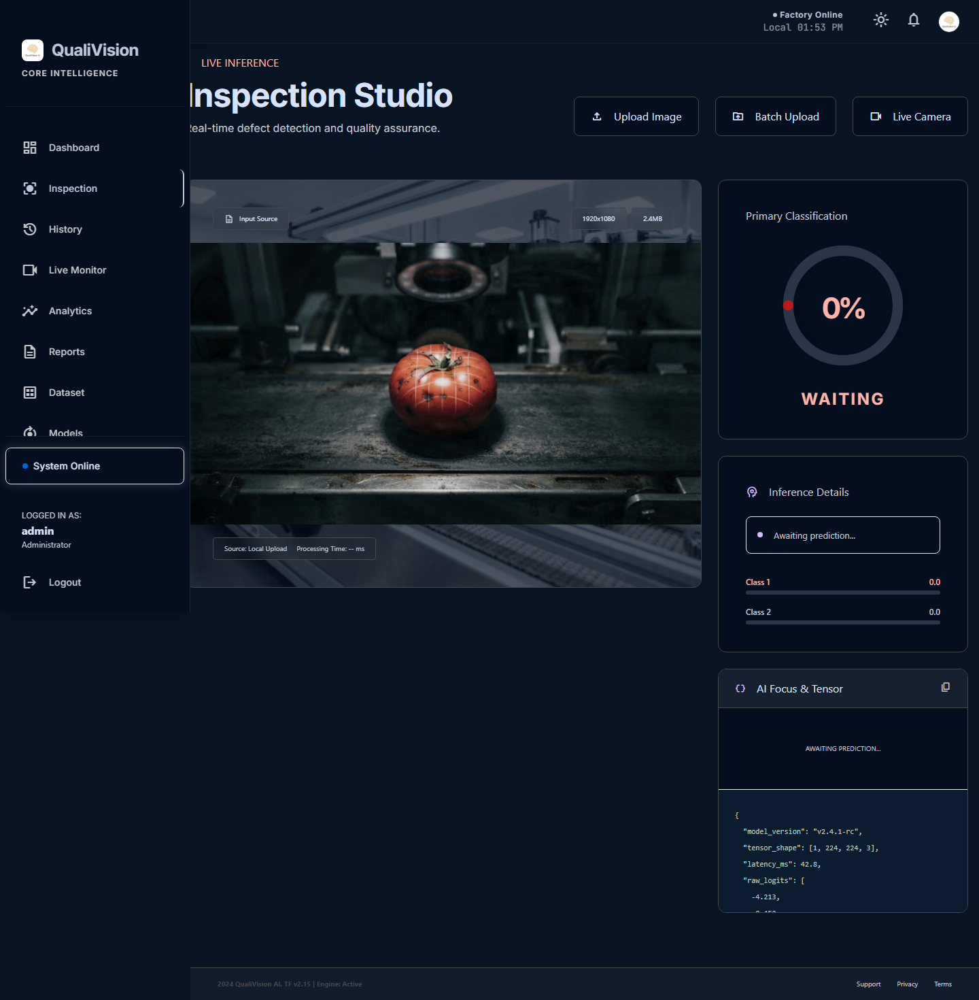 QualiVision
CORE INTELLIGENCE
Dashboard
Inspection
History
Live Monitor
Analytics
Reports
Dataset
Models
System Online
LOGGED IN AS:
admin
Administrator
Logout
Factory Online
Local 01:53 PM
LIVE INFERENCE
Inspection Studio
Real-time defect detection and quality assurance.
Upload Image
Batch Upload
Live Camera
Input Source
1920x1080
2.4MB
Source: Local Upload Processing Time: -- ms
Primary Classification
0%
WAITING
Inference Details
Awaiting prediction...
Class 1 0.0
Class 2 0.0
AI Focus & Tensor
AWAITING PREDICTION...
{
"model_version": "v2.4.1-rc",
"tensor_shape": [1, 224, 224, 3],
"latency_ms": 42.8,
"raw_logits": [
-4.213,
2024 QualiVision AI. TF v2.15 | Engine: Active
Support
Privacy
Terms